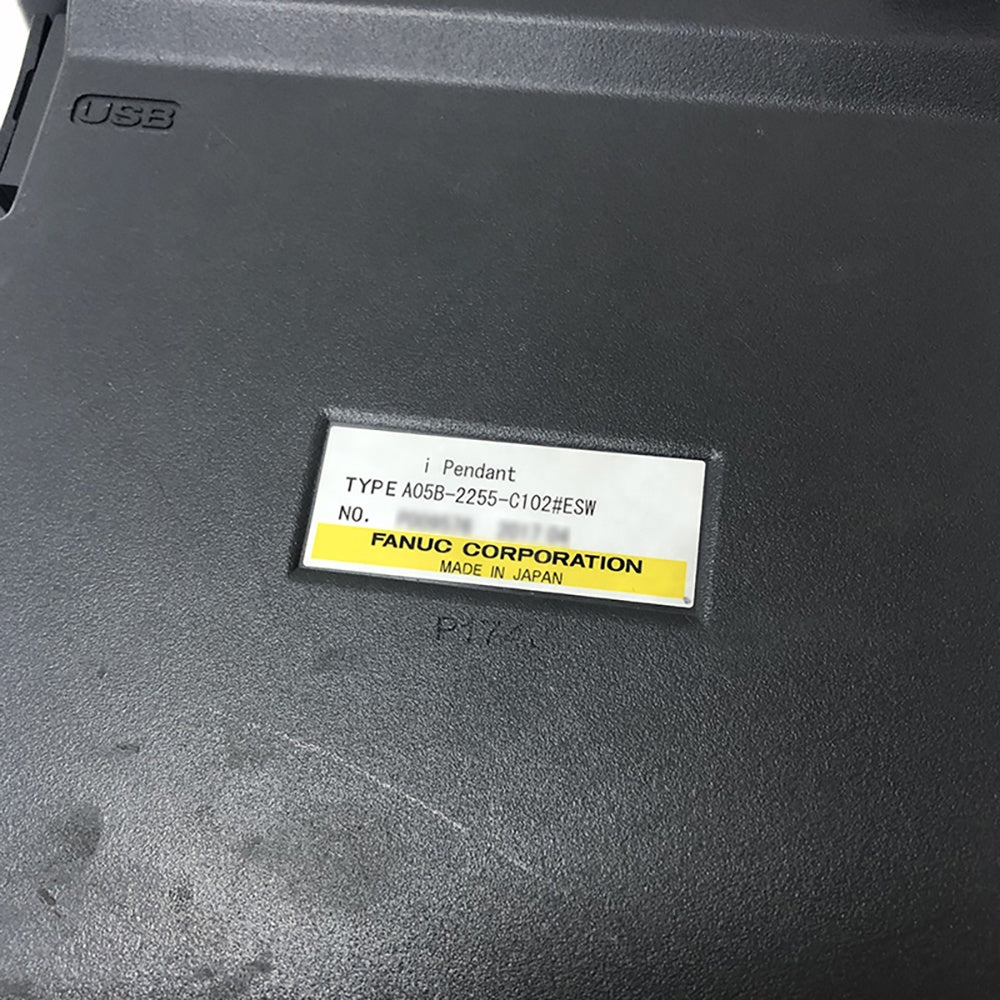 USB
i Pendant
TYPE A05B-2255-C102#ESW
NO.
FANUC CORPORATION
MADE IN JAPAN